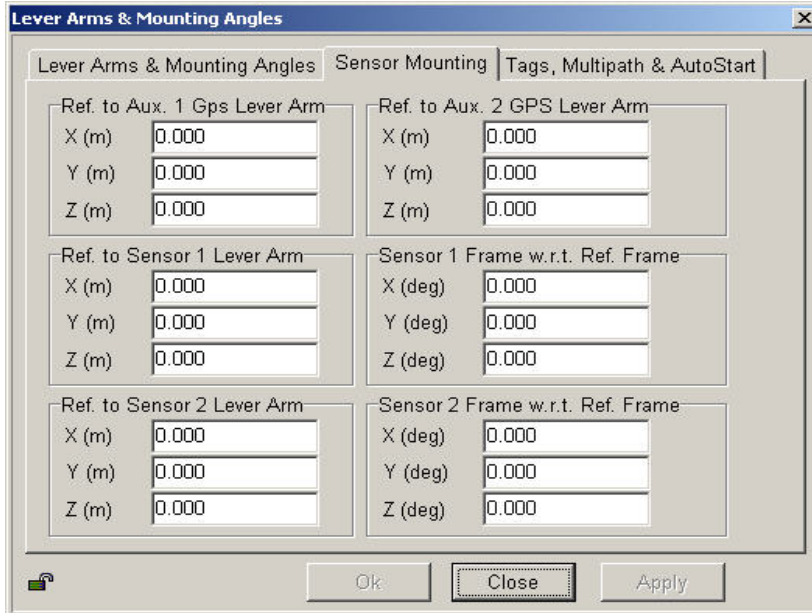 Lever Arms & Mounting Angles
Lever Arms & Mounting Angles Sensor Mounting Tags, Multipath & AutoStart
Ref. to Aux. 1 Gps Lever Arm
X (m) 0.000
Y (m) 0.000
Z (m) 0.000
Ref. to Aux. 2 GPS Lever Arm
X (m) 0.000
Y (m) 0.000
Z (m) 0.000
Ref. to Sensor 1 Lever Arm
X (m) 0.000
Y (m) 0.000
Z (m) 0.000
Sensor 1 Frame w.r.t. Ref. Frame
X (deg) 0.000
Y (deg) 0.000
Z (deg) 0.000
Ref. to Sensor 2 Lever Arm
X (m) 0.000
Y (m) 0.000
Z (m) 0.000
Sensor 2 Frame w.r.t. Ref. Frame
X (deg) 0.000
Y (deg) 0.000
Z (deg) 0.000
Ok Close Apply